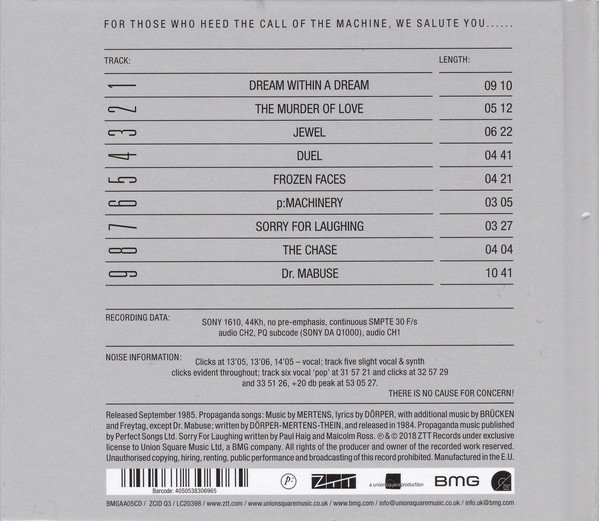 FOR THOSE WHO HEED THE CALL OF THE MACHINE, WE SALUTE YOU......
TRACK: LENGTH:
1 DREAM WITHIN A DREAM 09 10
2 THE MURDER OF LOVE 05 12
3 JEWEL 06 22
4 DUEL 04 41
5 FROZEN FACES 04 21
6 p:MACHINERY 03 05
7 SORRY FOR LAUGHING 03 27
8 THE CHASE 04 04
9 Dr. MABUSE 10 41
RECORDING DATA: SONY 1610, 44Kh, no pre-emphasis, continuous SMPTE 30 F/s
audio CH2, PQ subcode (SONY DA Q1000), audio CH1
NOISE INFORMATION: Clicks at 13'05, 13'06, 14'05 – vocal; track five slight vocal & synth
clicks evident throughout; track six vocal 'pop' at 31 57 21 and click at 32 57 29
and 33 51 26, +20 db peak at 53 05 27.
THERE IS NO CAUSE FOR CONCERN!
Released September 1985. Propaganda songs: Music by MERTENS, lyrics by DÖRPER, with additional music by BRÜCKEN
and Freytag, except Dr. Mabuse; written by DÖRPER-MERTENS-THEIN, and released in 1984. Propaganda music published
by Perfect Songs Ltd. Sorry For Laughing written by Paul Haig and Malcolm Ross. ℗ & © 2018 ZTT Records under exclusive
license to Union Square Music Ltd, a BMG company. All rights of the producer and owner of the recorded work reserved.
Unauthorised copying, hiring, renting, public performance and broadcasting of this record prohibited. Manufactured in the E.U.
p: ZTT a unionsquareproduction BMG
Barcode: 4050538306965
BMGAA05CD / ZCID Q3 / LC20398 / www.ztt.com / www.unionsquaremusic.co.uk / www.bmg.com / info@unionsquaremusic.co.uk / info.uk@bmg.com